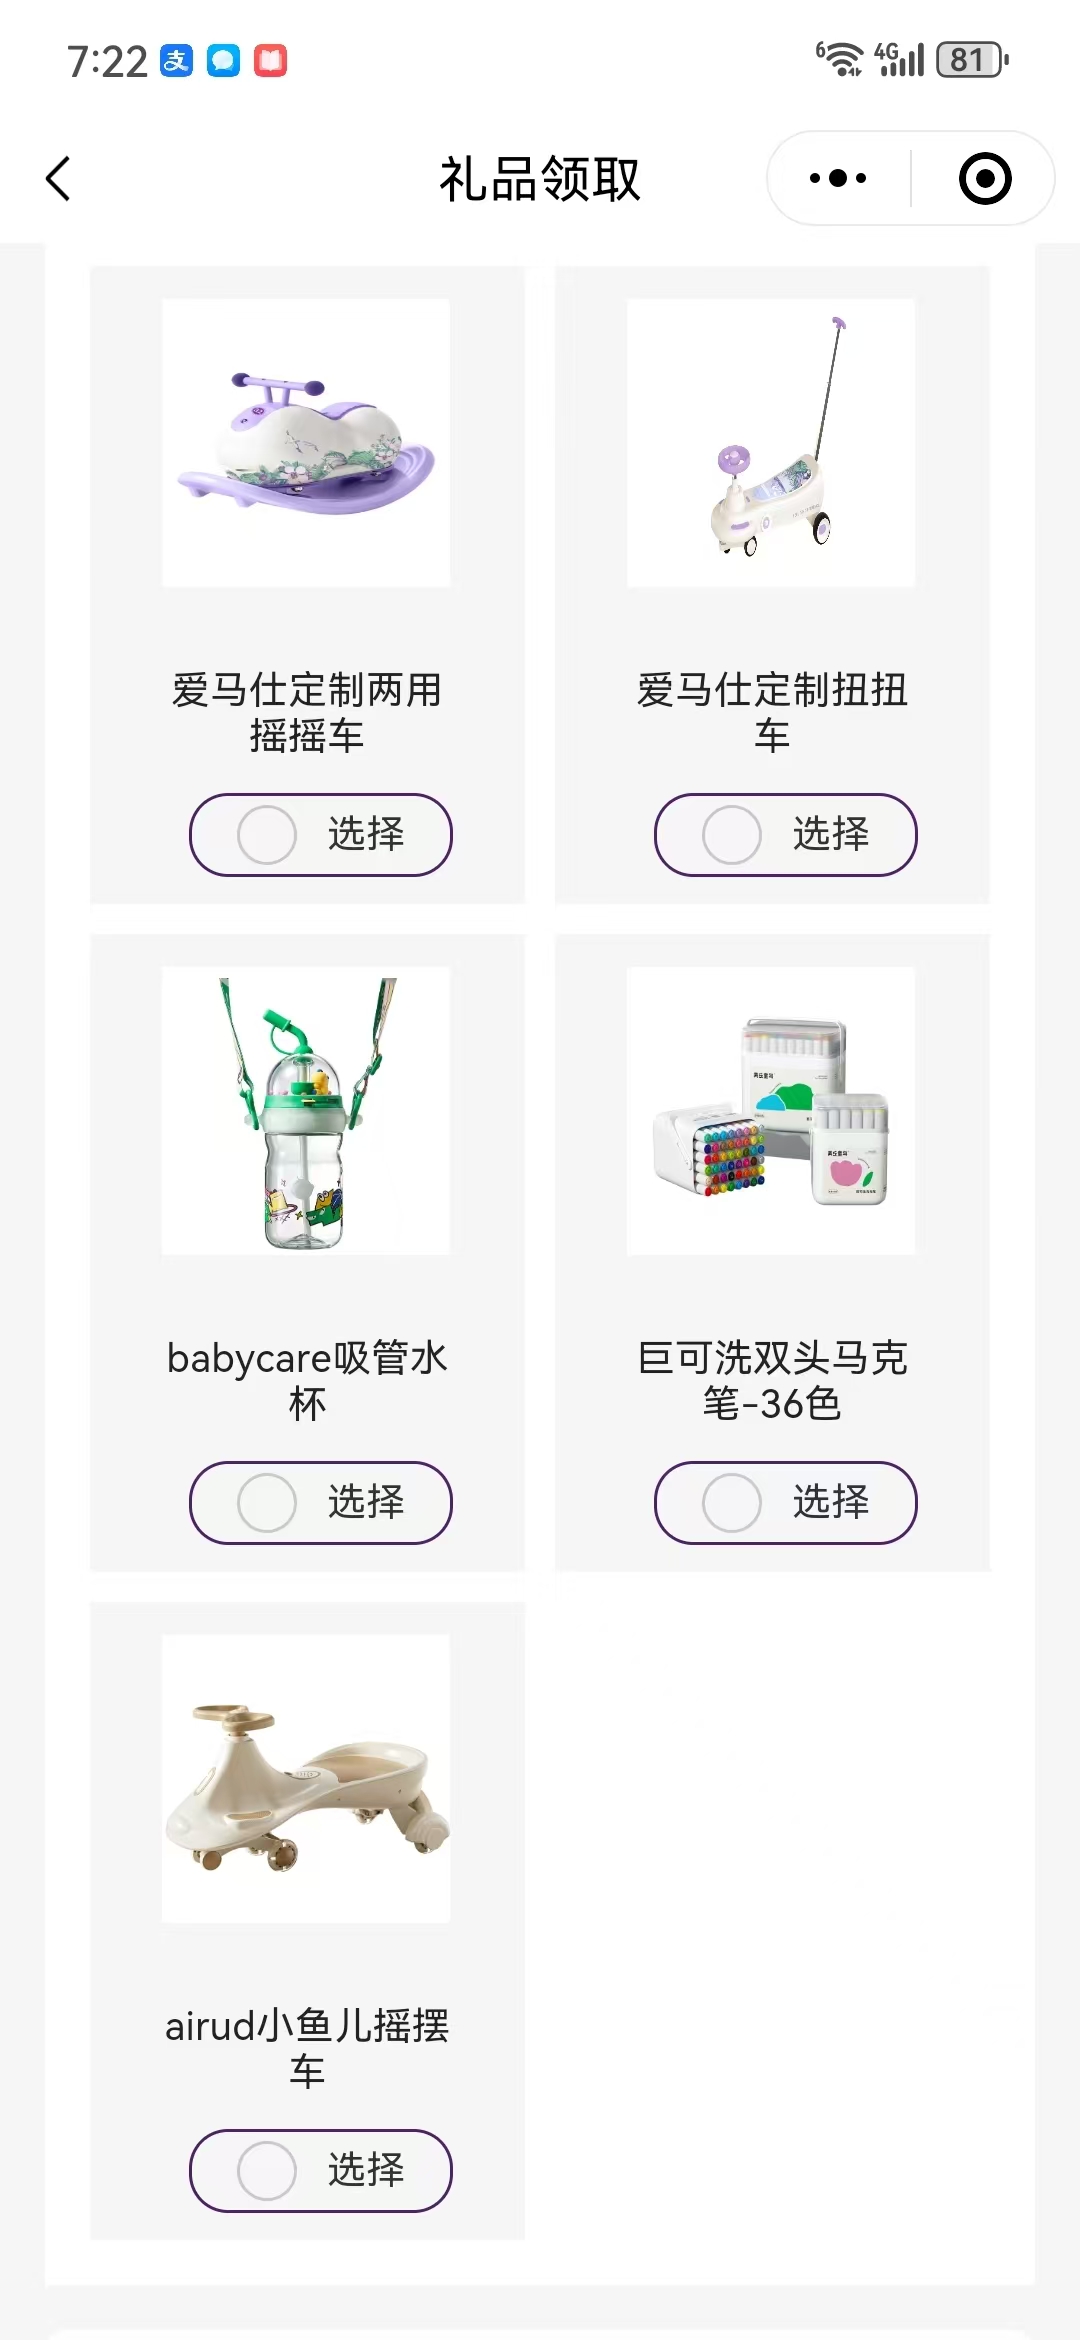 7:22 支
6 4G 81
礼品领取
爱马仕定制两用
摇摇车
选择
爱马仕定制扭扭
车
选择
babycare吸管水
杯
选择
巨可洗双头马克
笔-36色
选择
airud小鱼儿摇摆
车
选择